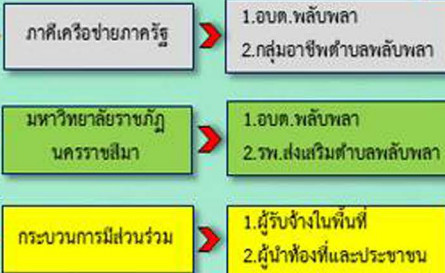 ภาคีเครือข่ายภาครัฐ
1.อบต.พลับพลา
2.กลุ่มอาชีพตำบลพลับพลา
มหาวิทยาลัยราชภัฏ
นครราชสีมา
1.อบต.พลับพลา
2.รพ.ส่งเสริมตำบลพลับพลา
กระบวนการมีส่วนร่วม
1.ผู้รับจ้างในพื้นที่
2.ผู้นำท้องที่และประชาชน